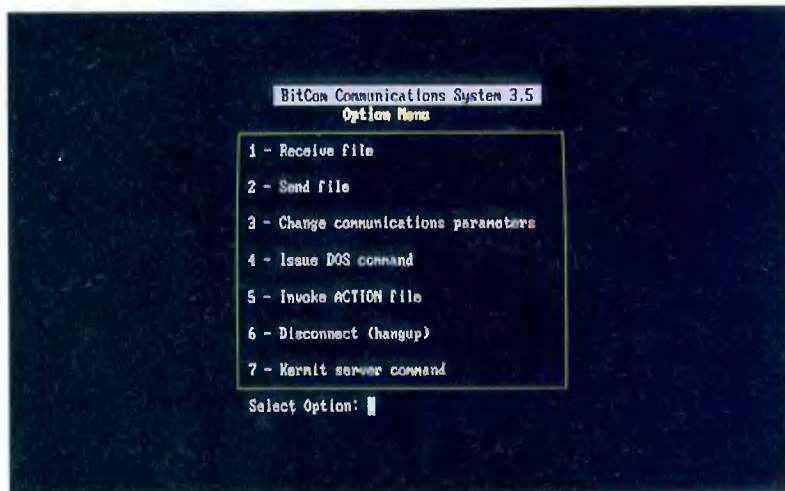 BitCom Communications System 3.5
Option Menu
1 - Receive file
2 - Send file
3 - Change communications parameters
4 - Issue DOS command
5 - Invoke ACTION file
6 - Disconnect (hangup)
7 - Kermit server command
Select Option: